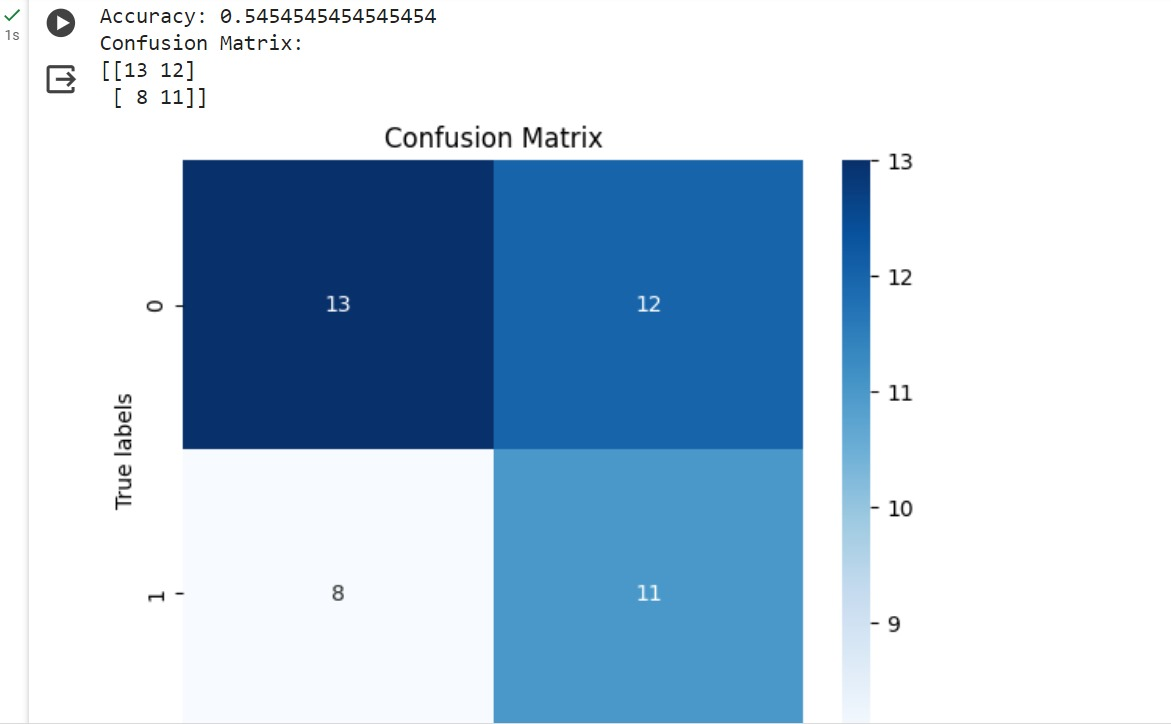 Accuracy: 0.5454545454545454
1s
Confusion Matrix:
[[13 12]
[ 8 11]]
Confusion Matrix
13
12
11
10
9
0
13
12
True labels
1
8
11